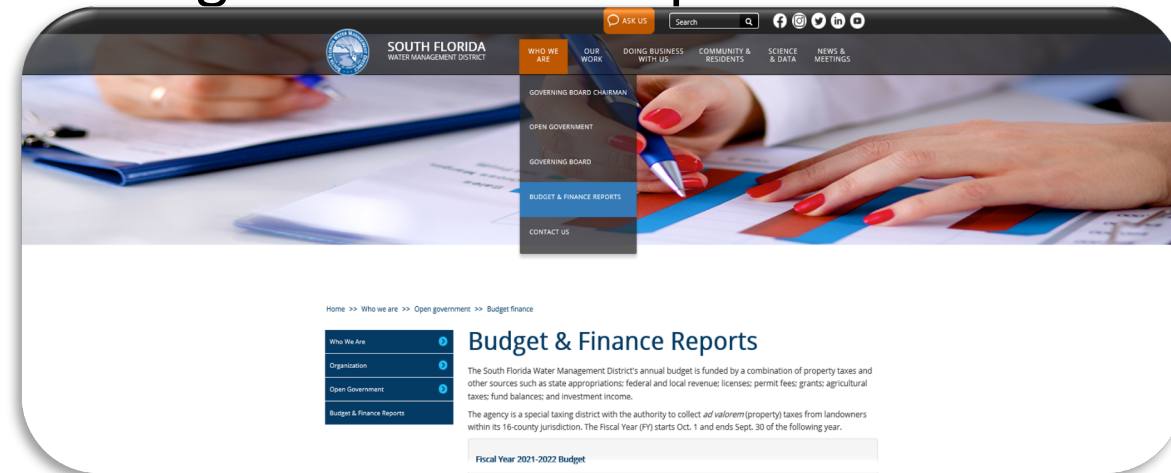 ASK US
Search
SOUTH FLORIDA
WATER MANAGEMENT DISTRICT
WHO WE
ARE
OUR
WORK
DOING BUSINESS
WITH US
COMMUNITY &
RESIDENTS
SCIENCE
& DATA
NEWS &
MEETINGS
GOVERNING BOARD CHAIRMAN
OPEN GOVERNMENT
GOVERNING BOARD
BUDGET & FINANCE REPORTS
CONTACT US
Home >> Who we are >> Open government >> Budget finance
Who We Are
Organization
Open Government
Budget & Finance Reports
Budget & Finance Reports
The South Florida Water Management District's annual budget is funded by a combination of property taxes and
other sources such as state appropriations; federal and local revenue; licenses; permit fees; grants; agricultural
taxes; fund balances; and investment income.
The agency is a special taxing district with the authority to collect ad valorem (property) taxes from landowners
within its 16-county jurisdiction. The Fiscal Year (FY) starts Oct. 1 and ends Sept. 30 of the following year.
Fiscal Year 2021-2022 Budget